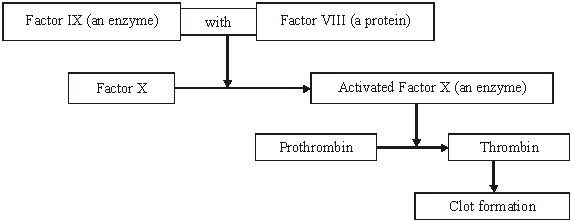 Factor IX (an enzyme) with Factor VIII (a protein)
Factor X
Activated Factor X (an enzyme)
Prothrombin
Thrombin
Clot formation